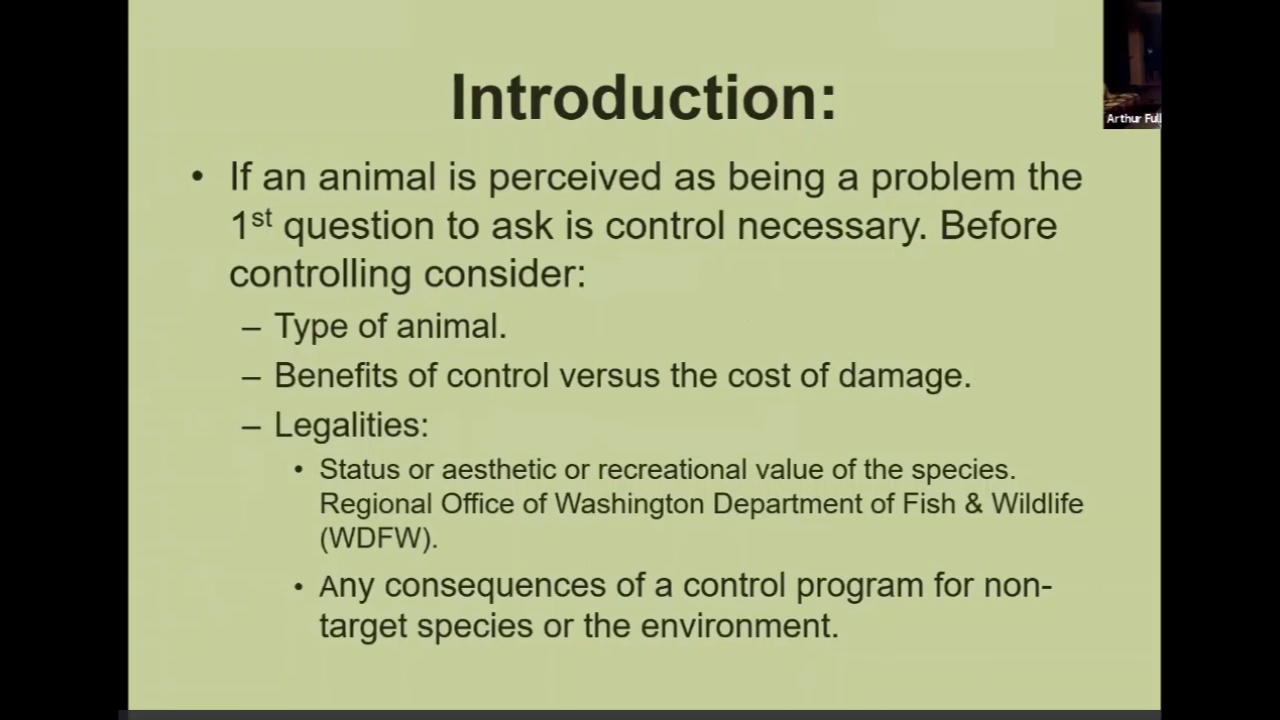 Introduction:
• If an animal is perceived as being a problem the
1st question to ask is control necessary. Before
controlling consider:
– Type of animal.
– Benefits of control versus the cost of damage.
– Legalities:
• Status or aesthetic or recreational value of the species.
Regional Office of Washington Department of Fish & Wildlife
(WDFW).
• Any consequences of a control program for non-
target species or the environment.
Arthur Full